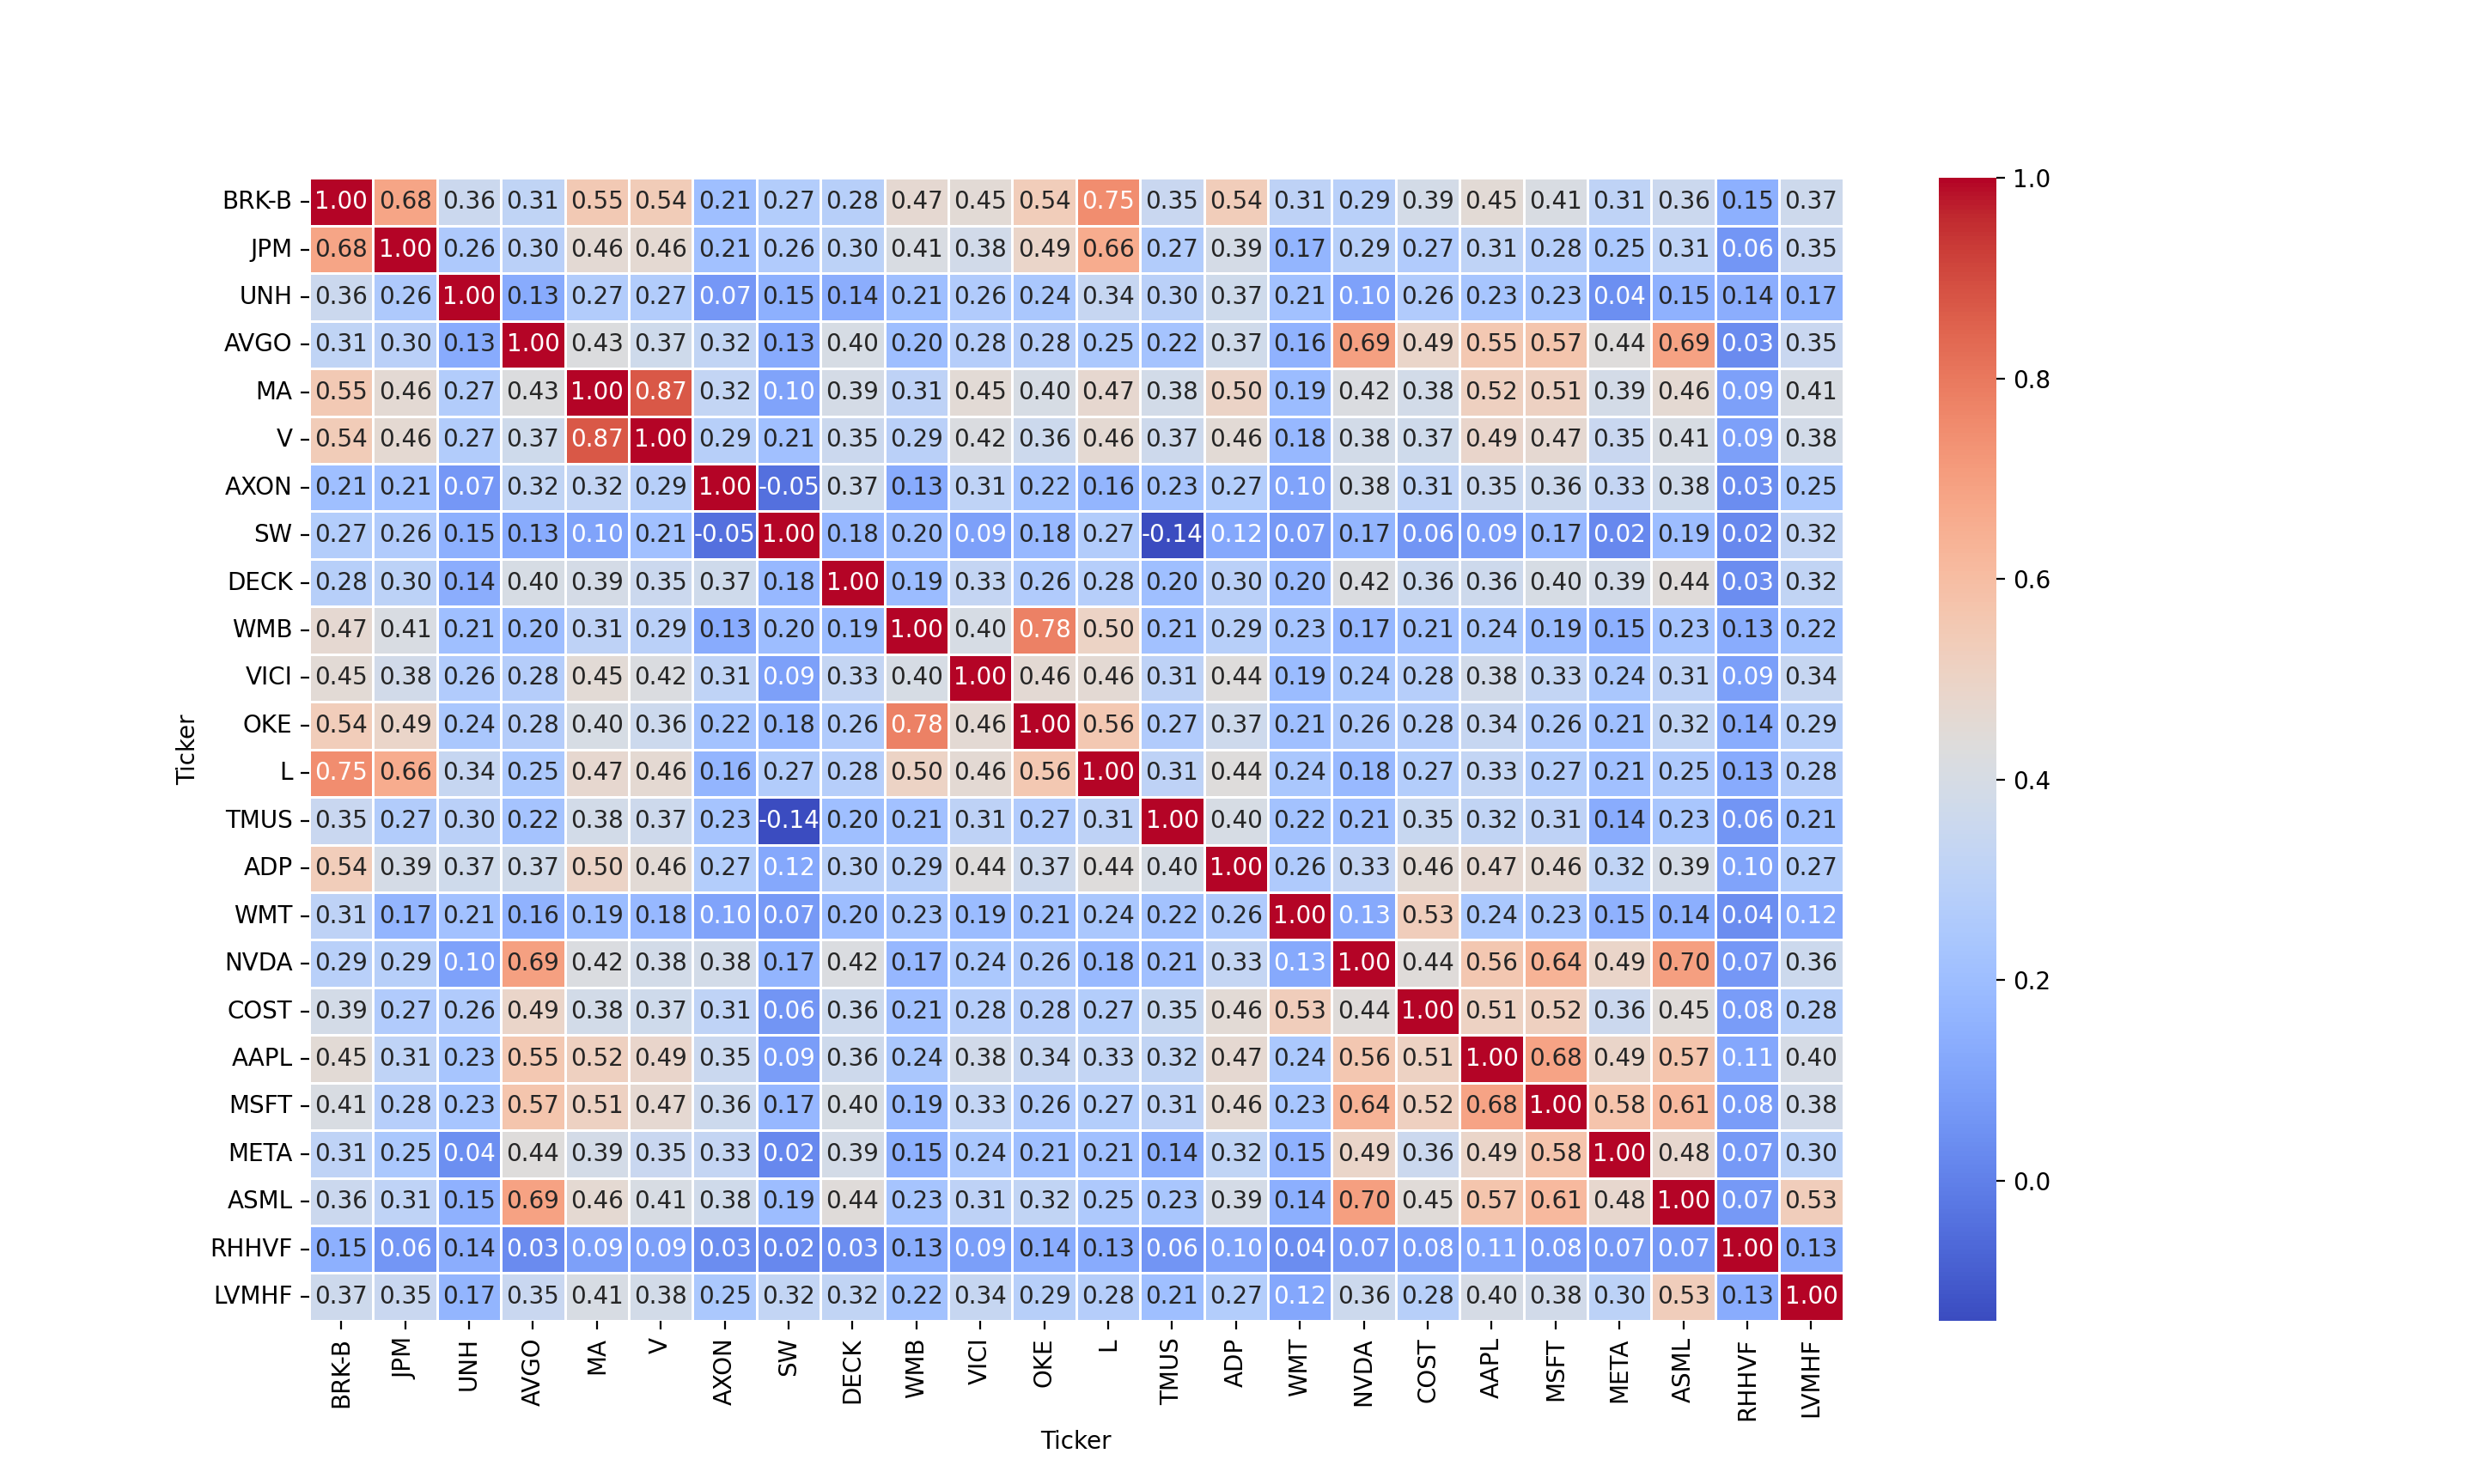 BRK-B 1.00 0.68 0.36 0.31 0.55 0.54 0.21 0.27 0.28 0.47 0.45 0.54 0.75 0.35 0.54 0.31 0.29 0.39 0.45 0.41 0.31 0.36 0.15 0.37
JPM 0.68 1.00 0.26 0.30 0.46 0.46 0.21 0.26 0.30 0.41 0.38 0.49 0.66 0.27 0.39 0.17 0.29 0.27 0.31 0.28 0.25 0.31 0.06 0.35
UNH 0.36 0.26 1.00 0.13 0.27 0.27 0.07 0.15 0.14 0.21 0.26 0.24 0.34 0.30 0.37 0.21 0.10 0.26 0.23 0.23 0.04 0.15 0.14 0.17
AVGO 0.31 0.30 0.13 1.00 0.43 0.37 0.32 0.13 0.40 0.20 0.28 0.28 0.25 0.22 0.37 0.16 0.69 0.49 0.55 0.57 0.44 0.69 0.03 0.35
MA 0.55 0.46 0.27 0.43 1.00 0.87 0.32 0.10 0.39 0.31 0.45 0.40 0.47 0.38 0.50 0.19 0.42 0.38 0.52 0.51 0.39 0.46 0.09 0.41
V 0.54 0.46 0.27 0.37 0.87 1.00 0.29 0.21 0.35 0.29 0.42 0.36 0.46 0.37 0.46 0.18 0.38 0.37 0.49 0.47 0.35 0.41 0.09 0.38
AXON 0.21 0.21 0.07 0.32 0.32 0.29 1.00 -0.05 0.37 0.13 0.31 0.22 0.16 0.23 0.27 0.10 0.38 0.31 0.35 0.36 0.33 0.38 0.03 0.25
SW 0.27 0.26 0.15 0.13 0.10 0.21 -0.05 1.00 0.18 0.20 0.09 0.18 0.27 -0.14 0.12 0.07 0.17 0.06 0.09 0.17 0.02 0.19 0.02 0.32
DECK 0.28 0.30 0.14 0.40 0.39 0.35 0.37 0.18 1.00 0.19 0.33 0.26 0.28 0.20 0.30 0.20 0.42 0.36 0.36 0.40 0.39 0.44 0.03 0.32
WMB 0.47 0.41 0.21 0.20 0.31 0.29 0.13 0.20 0.19 1.00 0.40 0.78 0.50 0.21 0.29 0.23 0.17 0.21 0.24 0.19 0.15 0.23 0.13 0.22
VICI 0.45 0.38 0.26 0.28 0.45 0.42 0.31 0.09 0.33 0.40 1.00 0.46 0.46 0.31 0.44 0.19 0.24 0.28 0.38 0.33 0.24 0.31 0.09 0.34
OKE 0.54 0.49 0.24 0.28 0.40 0.36 0.22 0.18 0.26 0.78 0.46 1.00 0.56 0.27 0.37 0.21 0.26 0.28 0.34 0.26 0.21 0.32 0.14 0.29
L 0.75 0.66 0.34 0.25 0.47 0.46 0.16 0.27 0.28 0.50 0.46 0.56 1.00 0.31 0.44 0.24 0.18 0.27 0.33 0.27 0.21 0.25 0.13 0.28
TMUS 0.35 0.27 0.30 0.22 0.38 0.37 0.23 -0.14 0.20 0.21 0.31 0.27 0.31 1.00 0.40 0.22 0.21 0.35 0.32 0.31 0.14 0.23 0.06 0.21
ADP 0.54 0.39 0.37 0.37 0.50 0.46 0.27 0.12 0.30 0.29 0.44 0.37 0.44 0.40 1.00 0.26 0.33 0.46 0.47 0.46 0.32 0.39 0.10 0.27
WMT 0.31 0.17 0.21 0.16 0.19 0.18 0.10 0.07 0.20 0.23 0.19 0.21 0.24 0.22 0.26 1.00 0.13 0.53 0.24 0.23 0.15 0.14 0.04 0.12
NVDA 0.29 0.29 0.10 0.69 0.42 0.38 0.38 0.17 0.42 0.17 0.24 0.26 0.18 0.21 0.33 0.13 1.00 0.44 0.56 0.64 0.49 0.70 0.07 0.36
COST 0.39 0.27 0.26 0.49 0.38 0.37 0.31 0.06 0.36 0.21 0.28 0.28 0.27 0.35 0.46 0.53 0.44 1.00 0.51 0.52 0.36 0.45 0.08 0.28
AAPL 0.45 0.31 0.23 0.55 0.52 0.49 0.35 0.09 0.36 0.24 0.38 0.34 0.33 0.32 0.47 0.24 0.56 0.51 1.00 0.68 0.49 0.57 0.11 0.40
MSFT 0.41 0.28 0.23 0.57 0.51 0.47 0.36 0.17 0.40 0.19 0.33 0.26 0.27 0.31 0.46 0.23 0.64 0.52 0.68 1.00 0.58 0.61 0.08 0.38
META 0.31 0.25 0.04 0.44 0.39 0.35 0.33 0.02 0.39 0.15 0.24 0.21 0.21 0.14 0.32 0.15 0.49 0.36 0.49 0.58 1.00 0.48 0.07 0.30
ASML 0.36 0.31 0.15 0.69 0.46 0.41 0.38 0.19 0.44 0.23 0.31 0.32 0.25 0.23 0.39 0.14 0.70 0.45 0.57 0.61 0.48 1.00 0.07 0.53
RHHVF 0.15 0.06 0.14 0.03 0.09 0.09 0.03 0.02 0.03 0.13 0.09 0.14 0.13 0.06 0.10 0.04 0.07 0.08 0.11 0.08 0.07 0.07 1.00 0.13
LVMHF 0.37 0.35 0.17 0.35 0.41 0.38 0.25 0.32 0.32 0.22 0.34 0.29 0.28 0.21 0.27 0.12 0.36 0.28 0.40 0.38 0.30 0.53 0.13 1.00
BRK-B JPM UNH AVGO MA V AXON SW DECK WMB VICI OKE L TMUS ADP WMT NVDA COST AAPL MSFT META ASML RHHVF LVMHF
Ticker
Ticker
1.0
0.8
0.6
0.4
0.2
0.0